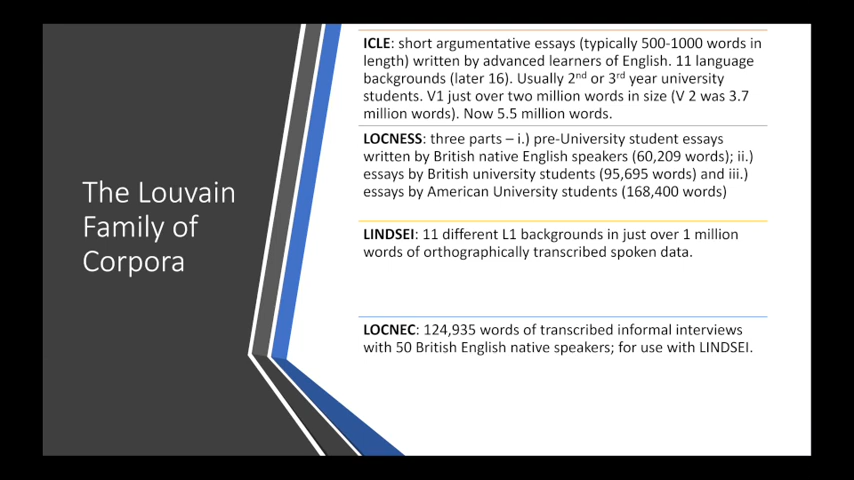 The Louvain
Family of
Corpora
ICLE: short argumentative essays (typically 500-1000 words in
length) written by advanced learners of English. 11 language
backgrounds (later 16). Usually 2nd or 3rd year university
students. V1 just over two million words in size (V 2 was 3.7
million words). Now 5.5 million words.
LOCNESS: three parts – i.) pre-University student essays
written by British native English speakers (60,209 words); ii.)
essays by British university students (95,695 words) and iii.)
essays by American University students (168,400 words)
LINDSEI: 11 different L1 backgrounds in just over 1 million
words of orthographically transcribed spoken data.
LOCNEC: 124,935 words of transcribed informal interviews
with 50 British English native speakers; for use with LINDSEI.